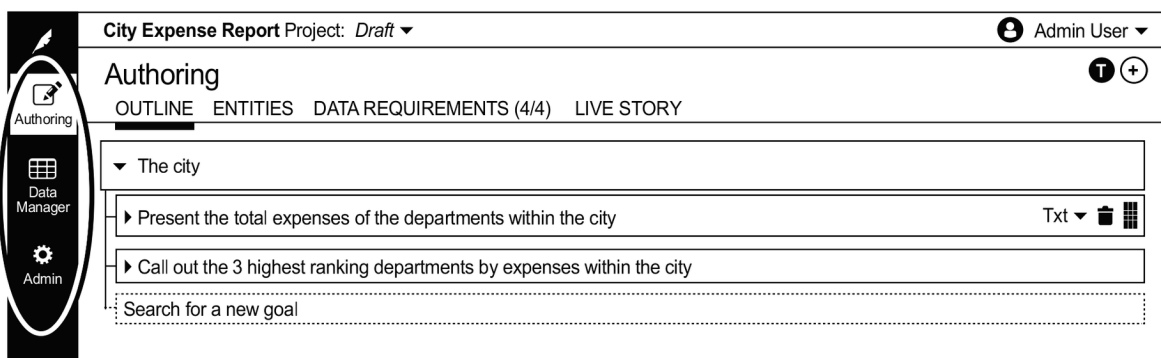 City Expense Report Project: Draft
Admin User
Authoring
T +
OUTLINE ENTITIES DATA REQUIREMENTS (4/4) LIVE STORY
Authoring
Data
Manager
Admin
The city
Present the total expenses of the departments within the city
Txt
Call out the 3 highest ranking departments by expenses within the city
Search for a new goal